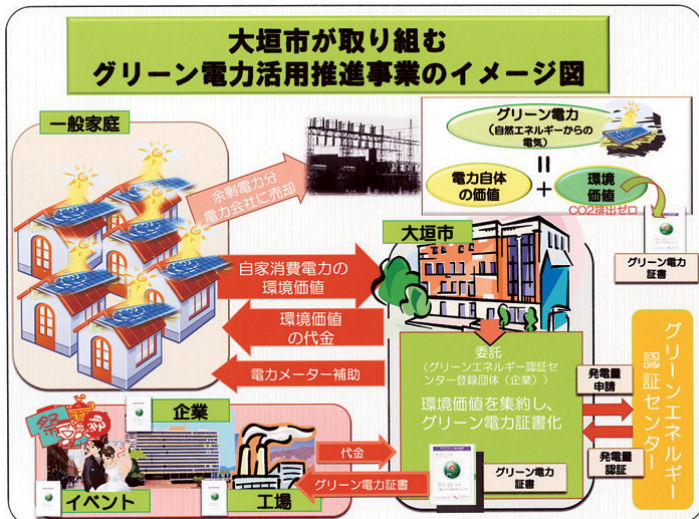 大垣市が取り組む
グリーン電力活用推進事業のイメージ図
一般家庭
余剰電力分
電力会社に売却
グリーン電力
(自然エネルギーからの
電気)
=
電力自体
の価値
+
環境
価値
CO2排出ゼロ
グリーン電力
証書
大垣市
自家消費電力の
環境価値
環境価値
の代金
電力メーター補助
委託
(グリーンエネルギー認証セ
ンター登録団体(企業))
環境価値を集約し、
グリーン電力証書化
グリーン電力
証書
発電量
申請
発電量
認証
グリーンエネルギー
認証センター
祭
企業
イベント
工場
代金
グリーン電力証書